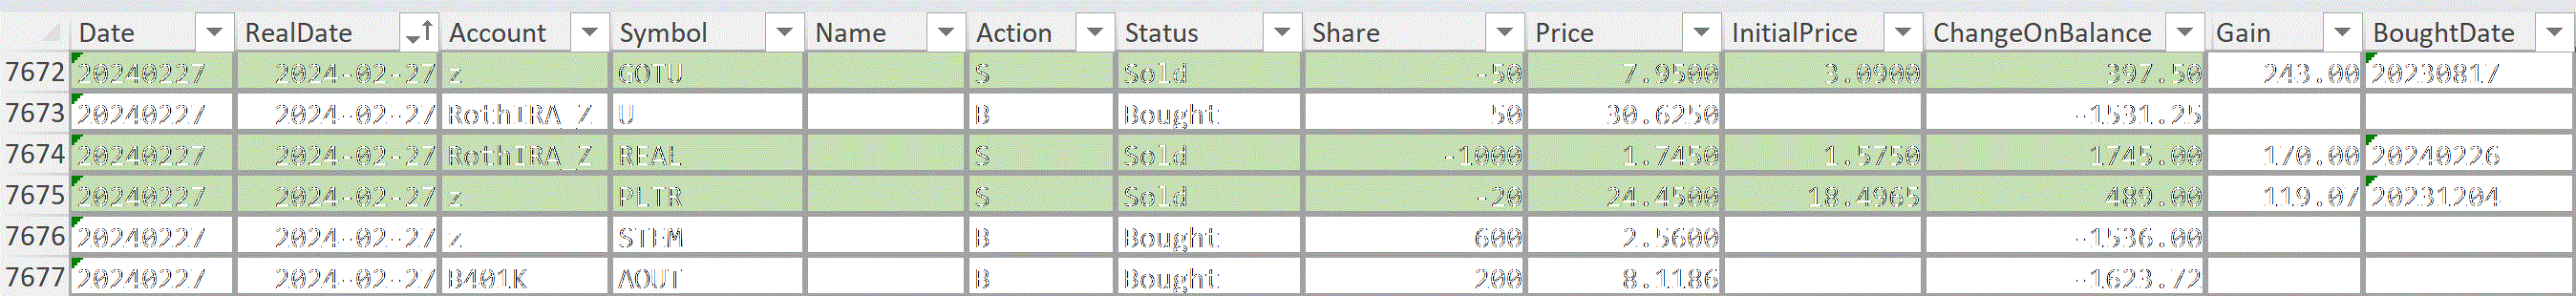 Date RealDate Account Symbol Name Action Status Share Price InitialPrice ChangeOnBalance Gain BoughtDate
7672 20240227 2024-02-27 z GOTU S Sold -50 7.9500 3.0900 397.50 243.00 20230817
7673 20240227 2024-02-27 RothIRA_Z U B Bought 50 30.6250 -1531.25
7674 20240227 2024-02-27 RothIRA_Z REAL S Sold -1000 1.7450 1.5750 1745.00 170.00 20240226
7675 20240227 2024-02-27 z PLTR S Sold -20 24.4500 18.4965 489.00 119.07 20231204
7676 20240227 2024-02-27 z STEM B Bought 600 2.5600 -1536.00
7677 20240227 2024-02-27 B401K AOUT B Bought 200 8.1186 -1623.72